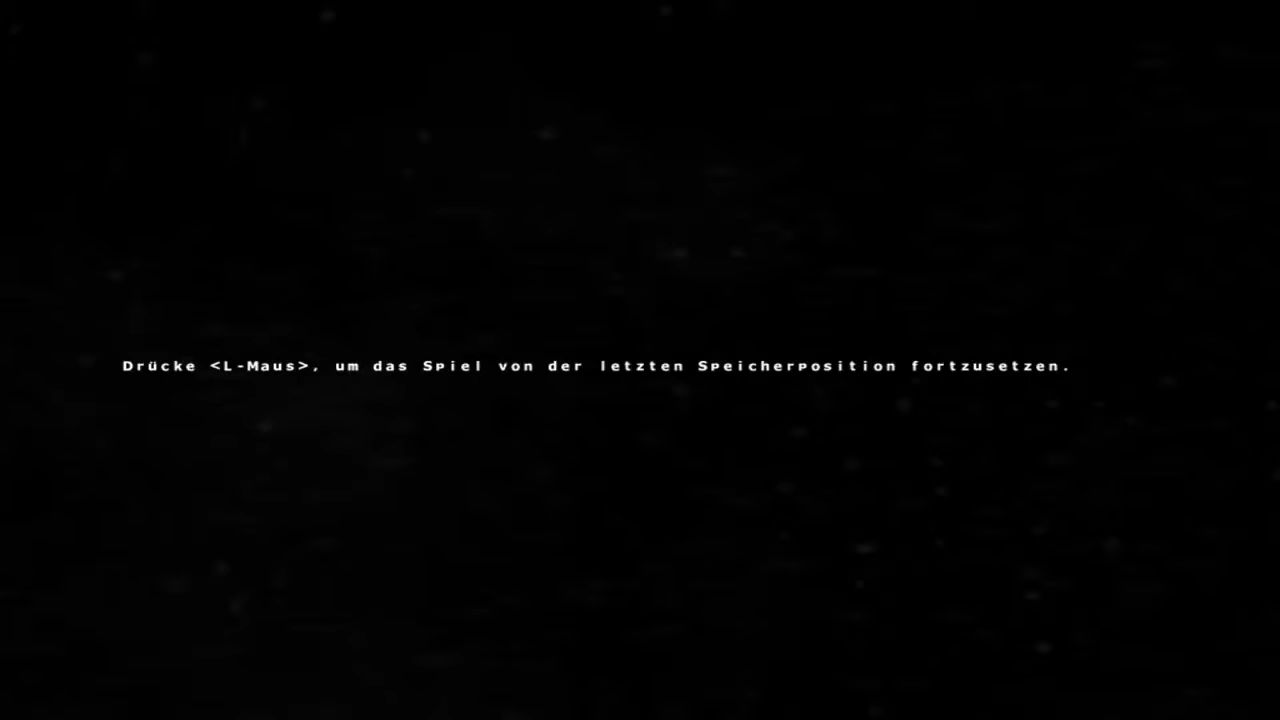 Drücke <L-Maus>, um das Spiel von der letzten Speicherposition fortzusetzen.